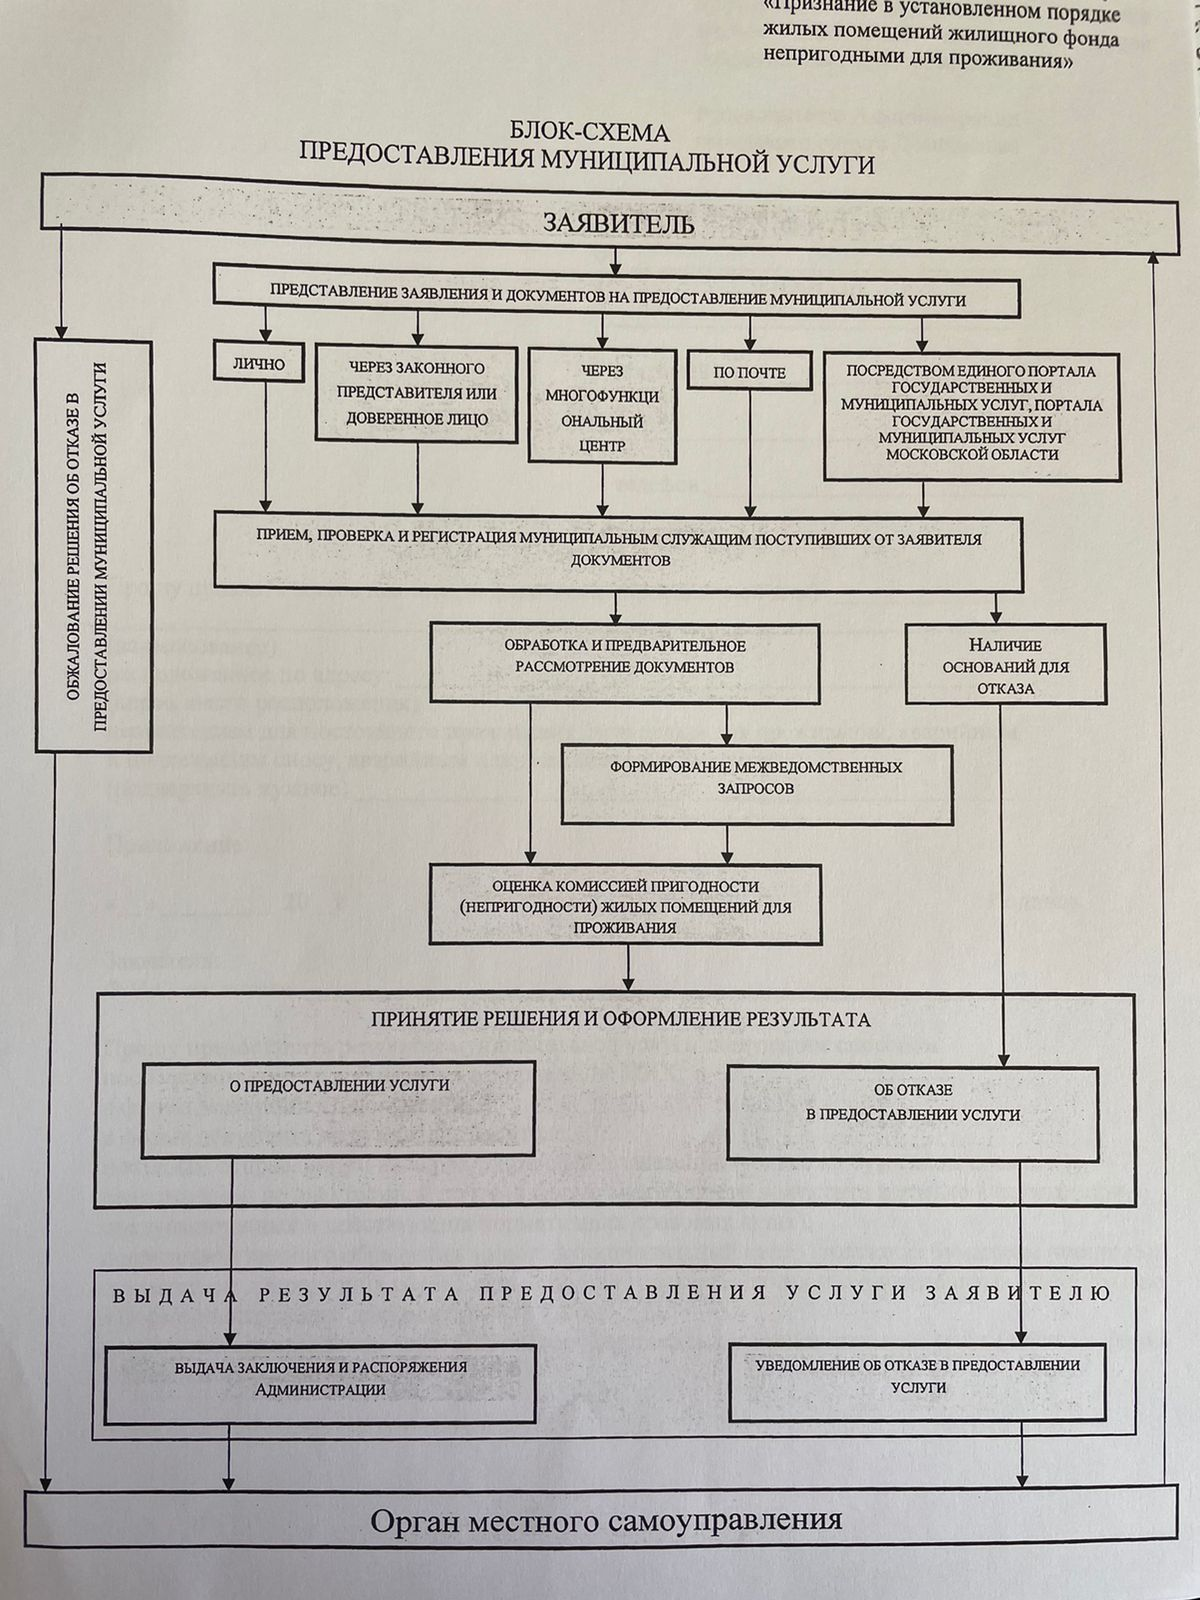 «Признание в установленном порядке
жилых помещений жилищного фонда
непригодными для проживания»
БЛОК-СХЕМА
ПРЕДОСТАВЛЕНИЯ МУНИЦИПАЛЬНОЙ УСЛУГИ
ЗАЯВИТЕЛЬ
ПРЕДСТАВЛЕНИЕ ЗАЯВЛЕНИЯ И ДОКУМЕНТОВ НА ПРЕДОСТАВЛЕНИЕ МУНИЦИПАЛЬНОЙ УСЛУГИ
ОБЖАЛОВАНИЕ РЕШЕНИЯ ОБ ОТКАЗЕ В
ПРЕДОСТАВЛЕНИИ МУНИЦИПАЛЬНОЙ УСЛУГИ
ЛИЧНО
ЧЕРЕЗ ЗАКОННОГО
ПРЕДСТАВИТЕЛЯ ИЛИ
ДОВЕРЕННОЕ ЛИЦО
ЧЕРЕЗ
МНОГОФУНКЦИ
ОНАЛЬНЫЙ
ЦЕНТР
ПО ПОЧТЕ
ПОСРЕДСТВОМ ЕДИНОГО ПОРТАЛА
ГОСУДАРСТВЕННЫХ И
МУНИЦИПАЛЬНЫХ УСЛУГ, ПОРТАЛА
ГОСУДАРСТВЕННЫХ И
МУНИЦИПАЛЬНЫХ УСЛУГ
МОСКОВСКОЙ ОБЛАСТИ
ПРИЕМ, ПРОВЕРКА И РЕГИСТРАЦИЯ МУНИЦИПАЛЬНЫМ СЛУЖАЩИМ ПОСТУПИВШИХ ОТ ЗАЯВИТЕЛЯ
ДОКУМЕНТОВ
ОБРАБОТКА И ПРЕДВАРИТЕЛЬНОЕ
РАССМОТРЕНИЕ ДОКУМЕНТОВ
НАЛИЧИЕ
ОСНОВАНИЙ ДЛЯ
ОТКАЗА
ФОРМИРОВАНИЕ МЕЖВЕДОМСТВЕННЫХ
ЗАПРОСОВ
ОЦЕНКА КОМИССИЕЙ ПРИГОДНОСТИ
(НЕПРИГОДНОСТИ) ЖИЛЫХ ПОМЕЩЕНИЙ ДЛЯ
ПРОЖИВАНИЯ
ПРИНЯТИЕ РЕШЕНИЯ И ОФОРМЛЕНИЕ РЕЗУЛЬТАТА
О ПРЕДОСТАВЛЕНИИ УСЛУГИ
ОБ ОТКАЗЕ
В ПРЕДОСТАВЛЕНИИ УСЛУГИ
ВЫДАЧА РЕЗУЛЬТАТА ПРЕДОСТАВЛЕНИЯ УСЛУГИ ЗАЯВИТЕЛЮ
ВЫДАЧА ЗАКЛЮЧЕНИЯ И РАСПОРЯЖЕНИЯ
АДМИНИСТРАЦИИ
УВЕДОМЛЕНИЕ ОБ ОТКАЗЕ В ПРЕДОСТАВЛЕНИИ
УСЛУГИ
Орган местного самоуправления